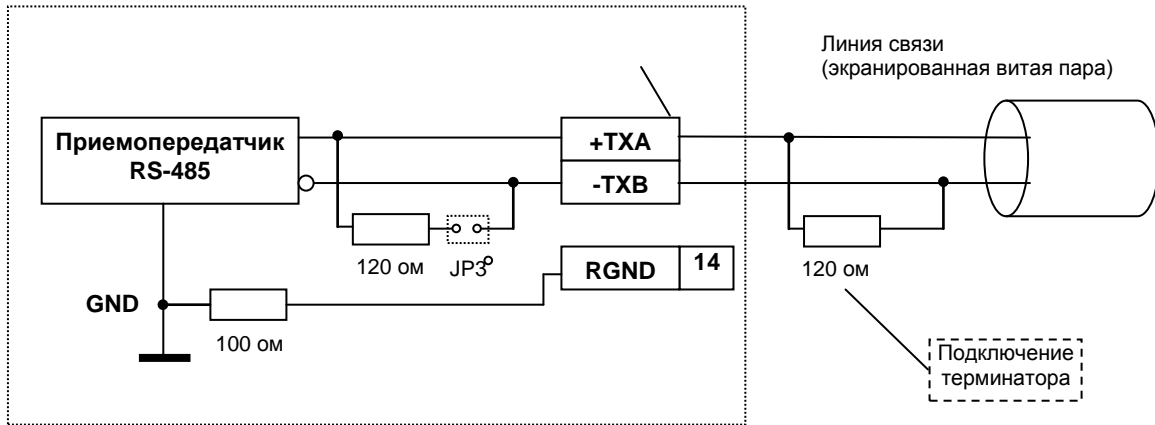 Линия связи
(экранированная витая пара)
Приемопередатчик
RS-485
+TXA
-TXB
120 ом
JP3
RGND
14
120 ом
GND
100 ом
Подключение
терминатора